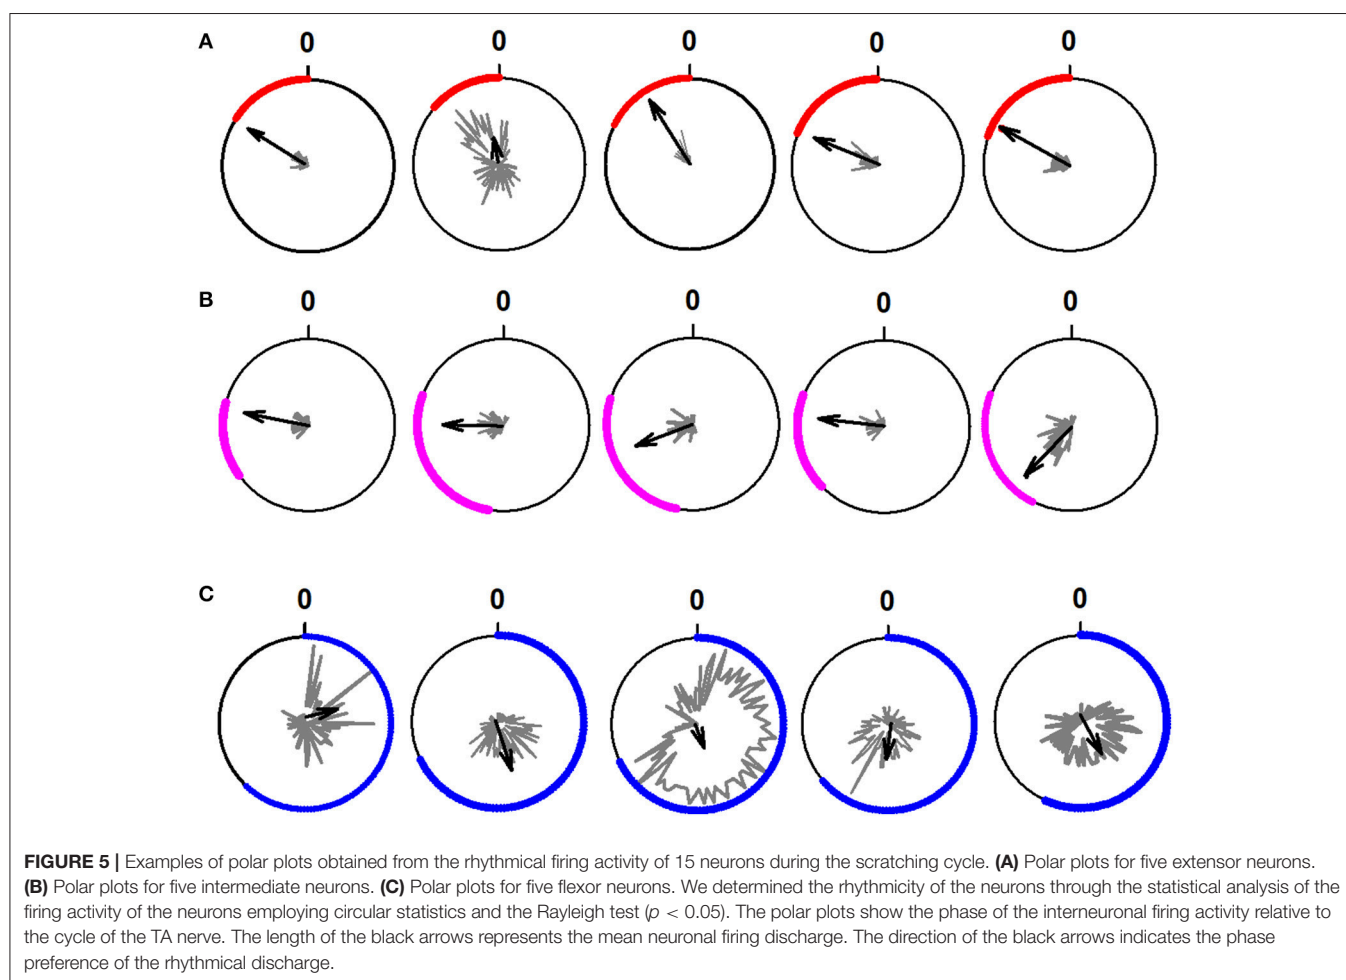 A 0 0 0 0 0
B 0 0 0 0 0
C 0 0 0 0 0
FIGURE 5 | Examples of polar plots obtained from the rhythmical firing activity of 15 neurons during the scratching cycle. (A) Polar plots for five extensor neurons.
(B) Polar plots for five intermediate neurons. (C) Polar plots for five flexor neurons. We determined the rhythmicity of the neurons through the statistical analysis of the
firing activity of the neurons employing circular statistics and the Rayleigh test (p < 0.05). The polar plots show the phase of the interneuronal firing activity relative to
the cycle of the TA nerve. The length of the black arrows represents the mean neuronal firing discharge. The direction of the black arrows indicates the phase
preference of the rhythmical discharge.